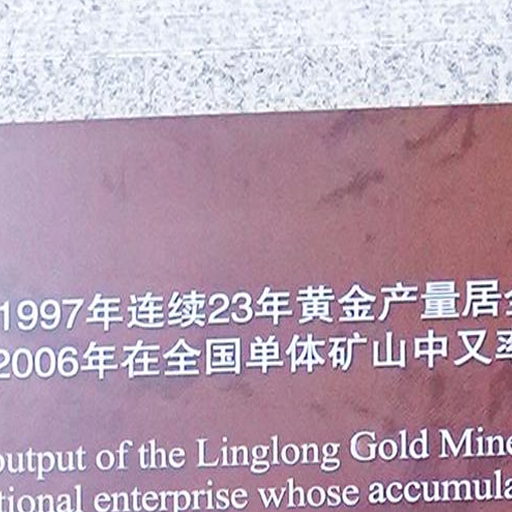 1997年连续23年黄金产量居全
2006年在全国单体矿山中又率
output of the Linglong Gold Mine
tional enterprise whose accumula